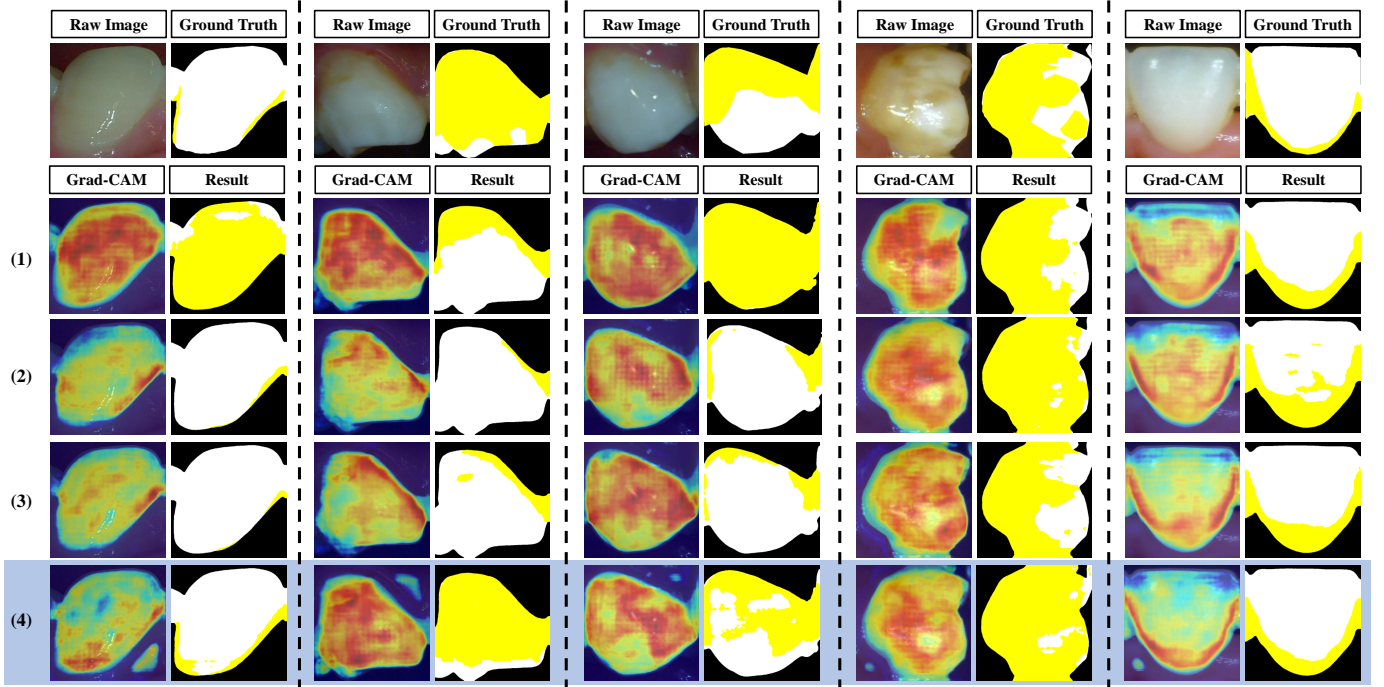 Raw Image Ground Truth Raw Image Ground Truth Raw Image Ground Truth Raw Image Ground Truth Raw Image Ground Truth
Grad-CAM Result Grad-CAM Result Grad-CAM Result Grad-CAM Result Grad-CAM Result
(1)
(2)
(3)
(4)